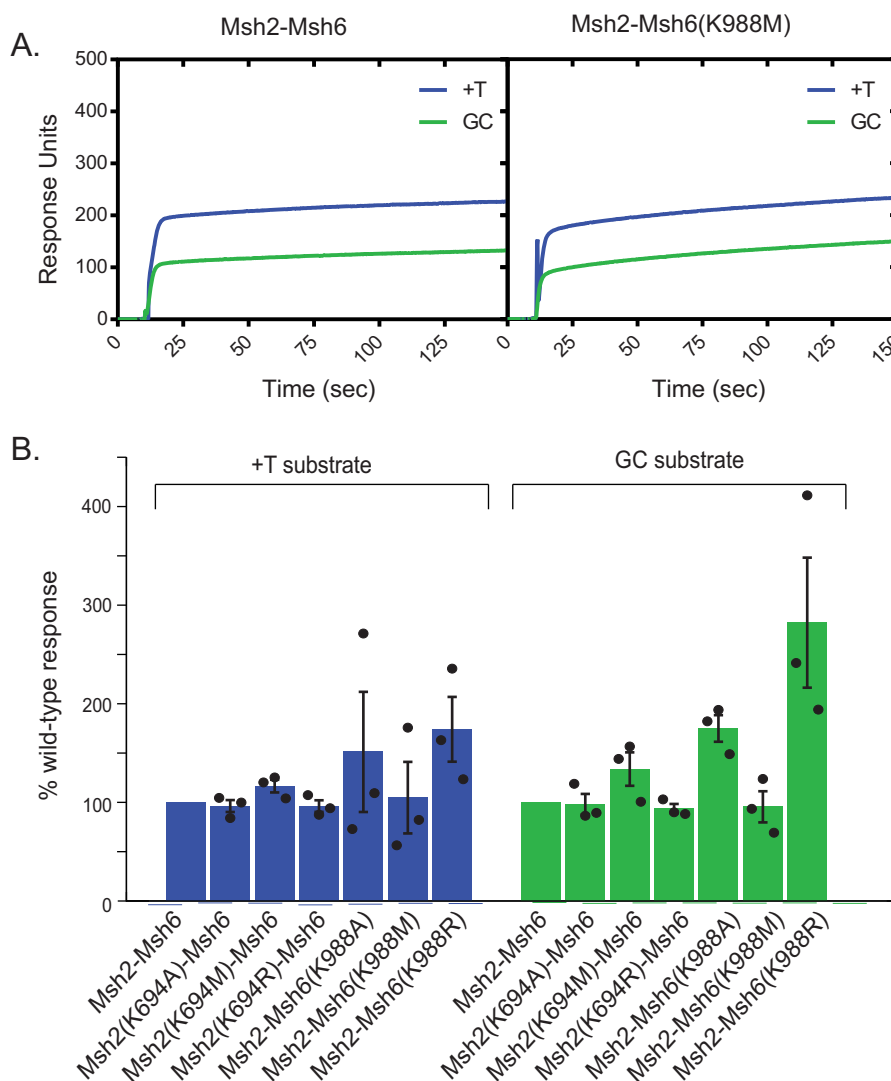 A.
Msh2-Msh6
Msh2-Msh6(K988M)
500
400
300
200
100
0
Response Units
+T
GC
+T
GC
0
25
50
75
100
125
0
25
50
75
100
125
150
Time (sec)
Time (sec)
B.
+T substrate
GC substrate
400
300
200
100
0
% wild-type response
Msh2-Msh6
Msh2(K694A)-Msh6
Msh2(K694M)-Msh6
Msh2(K694R)-Msh6
Msh2-Msh6(K988A)
Msh2-Msh6(K988M)
Msh2-Msh6(K988R)
Msh2-Msh6
Msh2(K694A)-Msh6
Msh2(K694M)-Msh6
Msh2(K694R)-Msh6
Msh2-Msh6(K988A)
Msh2-Msh6(K988M)
Msh2-Msh6(K988R)